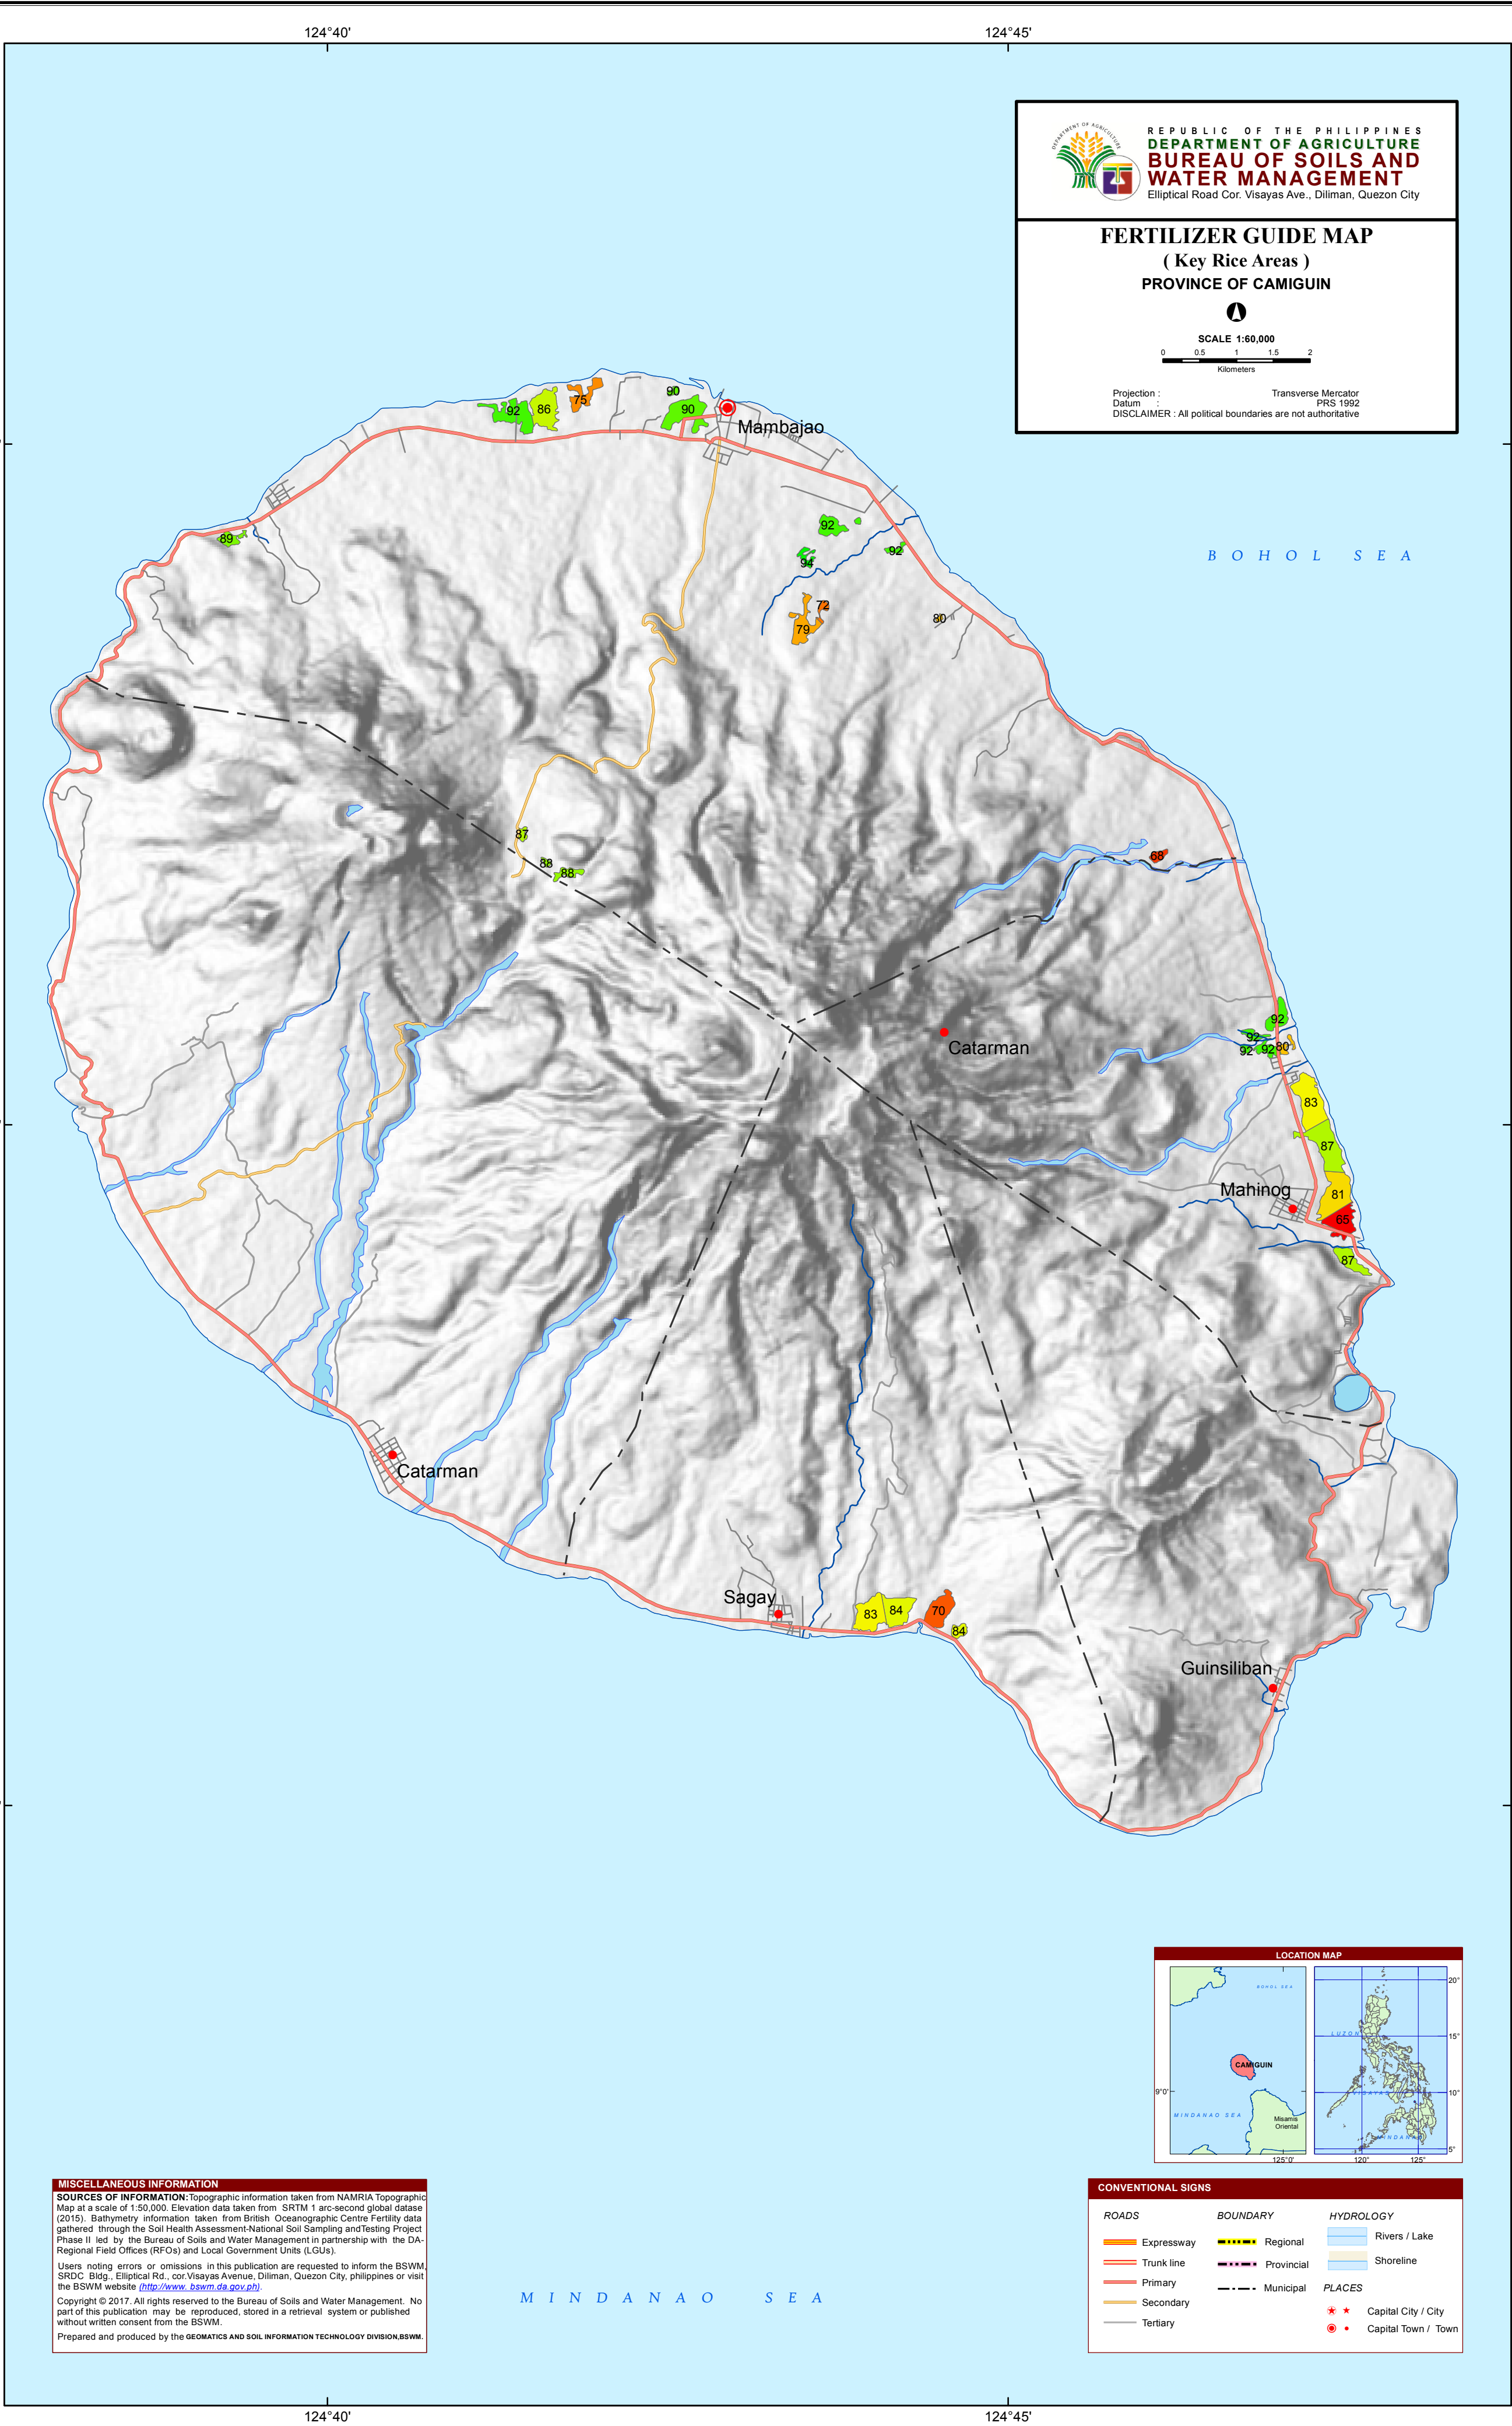 124°40'
124°45'
DEPARTMENT OF AGRICULTURE
REPUBLIC OF THE PHILIPPINES
DEPARTMENT OF AGRICULTURE
BUREAU OF SOILS AND
WATER MANAGEMENT
Elliptical Road Cor. Visayas Ave., Diliman, Quezon City
FERTILIZER GUIDE MAP
( Key Rice Areas )
PROVINCE OF CAMIGUIN
SCALE 1:60,000
0 0.5 1 1.5 2
Kilometers
Projection : Transverse Mercator
Datum : PRS 1992
DISCLAIMER : All political boundaries are not authoritative
90
75
92
86
90
Mambajao
92
89
92
94
BOHOL SEA
72
80
79
87
68
88
88
92
92
80
92
92
Catarman
83
87
Mahinog
81
65
87
Catarman
Sagay
83
84
70
84
Guinsiliban
LOCATION MAP
BOHOL SEA
CAMIGUIN
9°0'
MINDANAO SEA
Misamis
Oriental
125°0'
20°
LUZON
15°
VISAYAS
10°
MINDANAO
5°
120°
125°
MISCELLANEOUS INFORMATION
SOURCES OF INFORMATION:Topographic information taken from NAMRIA Topographic
Map at a scale of 1:50,000. Elevation data taken from SRTM 1 arc-second global datase
(2015). Bathymetry information taken from British Oceanographic Centre Fertility data
gathered through the Soil Health Assessment-National Soil Sampling andTesting Project
Phase II led by the Bureau of Soils and Water Management in partnership with the DA-
Regional Field Offices (RFOs) and Local Government Units (LGUs).
Users noting errors or omissions in this publication are requested to inform the BSWM,
SRDC Bldg., Elliptical Rd., cor.Visayas Avenue, Diliman, Quezon City, philippines or visit
the BSWM website (http://www. bswm.da.gov.ph).
Copyright © 2017. All rights reserved to the Bureau of Soils and Water Management. No
part of this publication may be reproduced, stored in a retrieval system or published
without written consent from the BSWM.
Prepared and produced by the GEOMATICS AND SOIL INFORMATION TECHNOLOGY DIVISION,BSWM.
MINDANAO SEA
CONVENTIONAL SIGNS
ROADS
Expressway
Trunk line
Primary
Secondary
Tertiary
BOUNDARY
Regional
Provincial
Municipal
HYDROLOGY
Rivers / Lake
Shoreline
PLACES
Capital City / City
Capital Town / Town
124°40'
124°45'